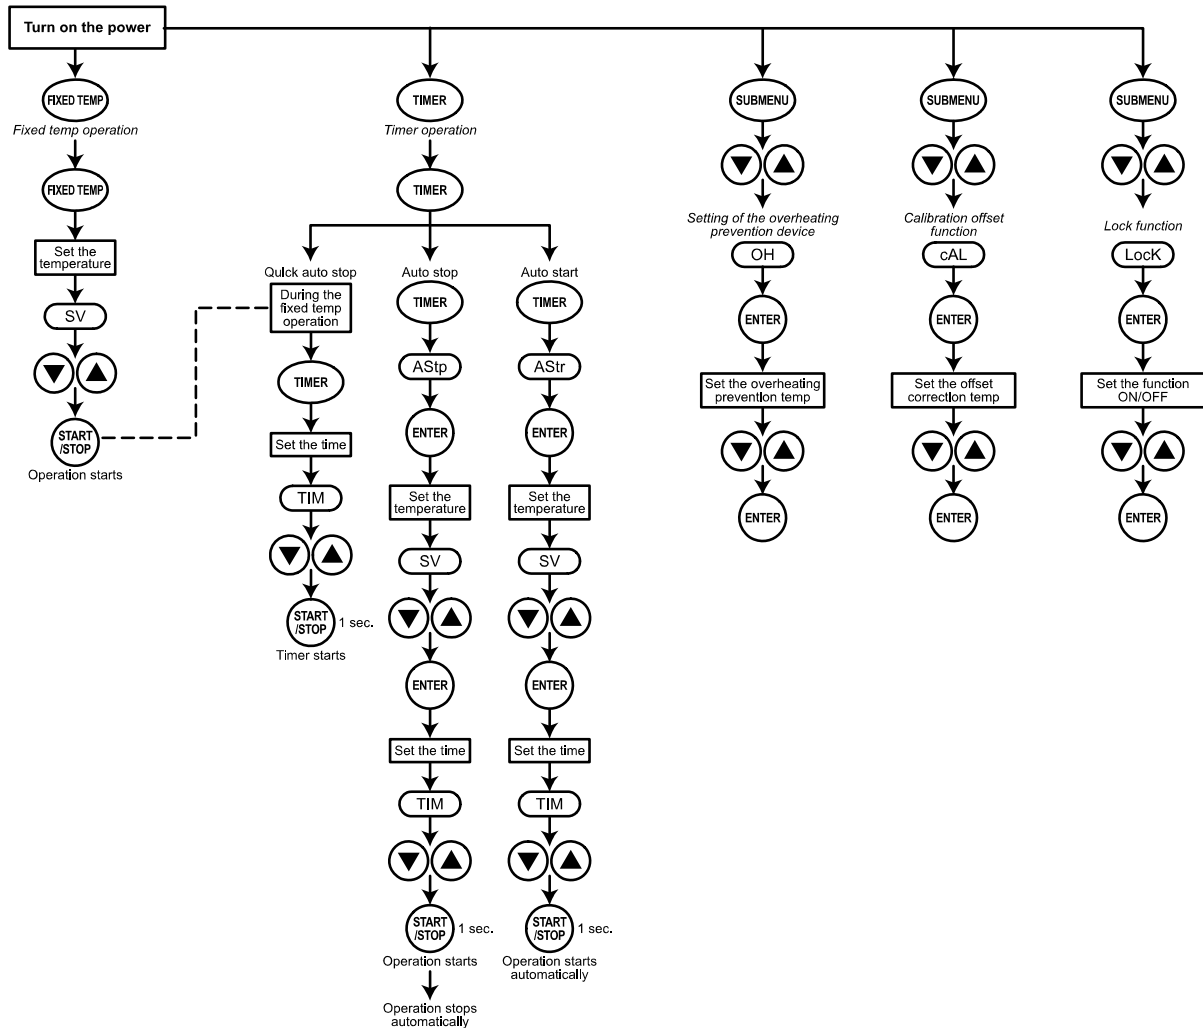 Turn on the power
FIXED TEMP
Fixed temp operation
FIXED TEMP
Set the
temperature
SV
START
/STOP
Operation starts
TIMER
Timer operation
TIMER
Quick auto stop
During the
fixed temp
operation
TIMER
Set the time
TIM
START
/STOP
1 sec.
Timer starts
Auto stop
TIMER
AStp
ENTER
Set the
temperature
SV
ENTER
Set the time
TIM
START
/STOP
1 sec.
Operation starts
Operation stops
automatically
Auto start
TIMER
AStr
ENTER
Set the
temperature
SV
ENTER
Set the time
TIM
START
/STOP
1 sec.
Operation starts
automatically
SUBMENU
Setting of the overheating
prevention device
OH
ENTER
Set the overheating
prevention temp
ENTER
SUBMENU
Calibration offset
function
cAL
ENTER
Set the offset
correction temp
ENTER
SUBMENU
Lock function
LocK
ENTER
Set the function
ON/OFF
ENTER